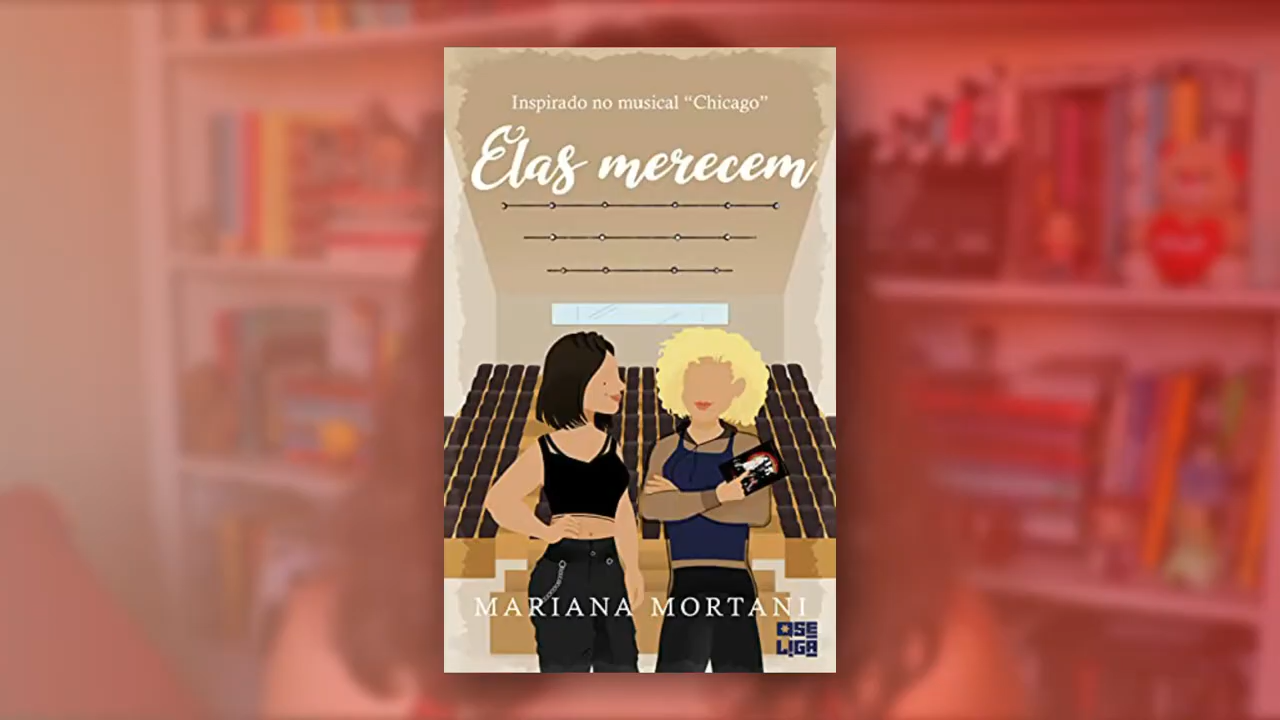 Inspirado no musical “Chicago”
Elas merecem
MARIANA MORTANI
SE
LIGA